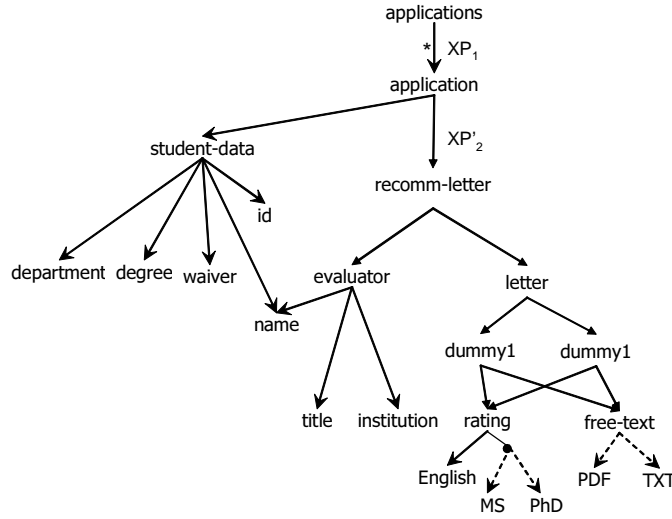 applications
* XP1
application
student-data
XP'2
recomm-letter
id
department degree waiver
evaluator
letter
name
dummy1 dummy1
title institution rating free-text
English
PDF TXT
MS PhD